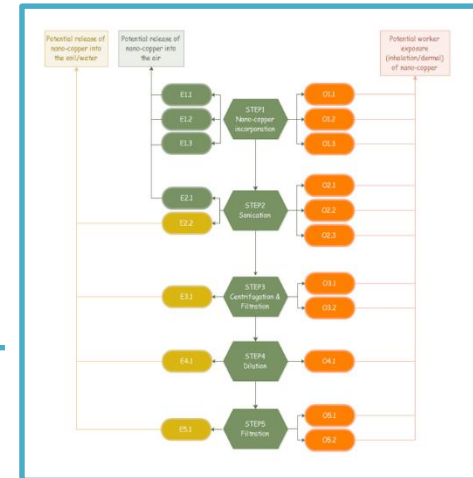 Potential release of
nano-copper into
the soil/water
Potential release of
nano-copper into
the air
Potential worker
exposure
(inhalation/dermal)
of nano-copper
E1.1
E1.2
E1.3
STEP1
Nano-copper
incorporation
O1.1
O1.2
O1.3
E2.1
E2.2
STEP2
Sonication
O2.1
O2.2
O2.3
E3.1
STEP3
Centrifugation &
Filtration
O3.1
O3.2
E4.1
STEP4
Dilution
O4.1
E5.1
STEP5
Filtration
O5.1
O5.2